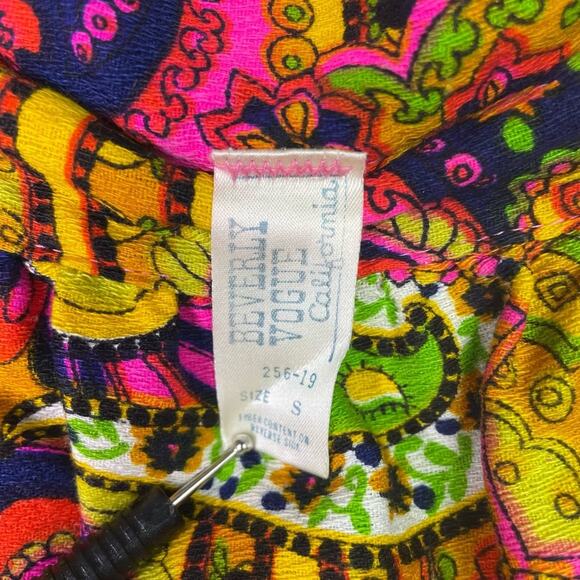 BEVERLY
VOGUE
California
256-19
SIZE S
FIBER CONTENT ON
REVERSE SIDE